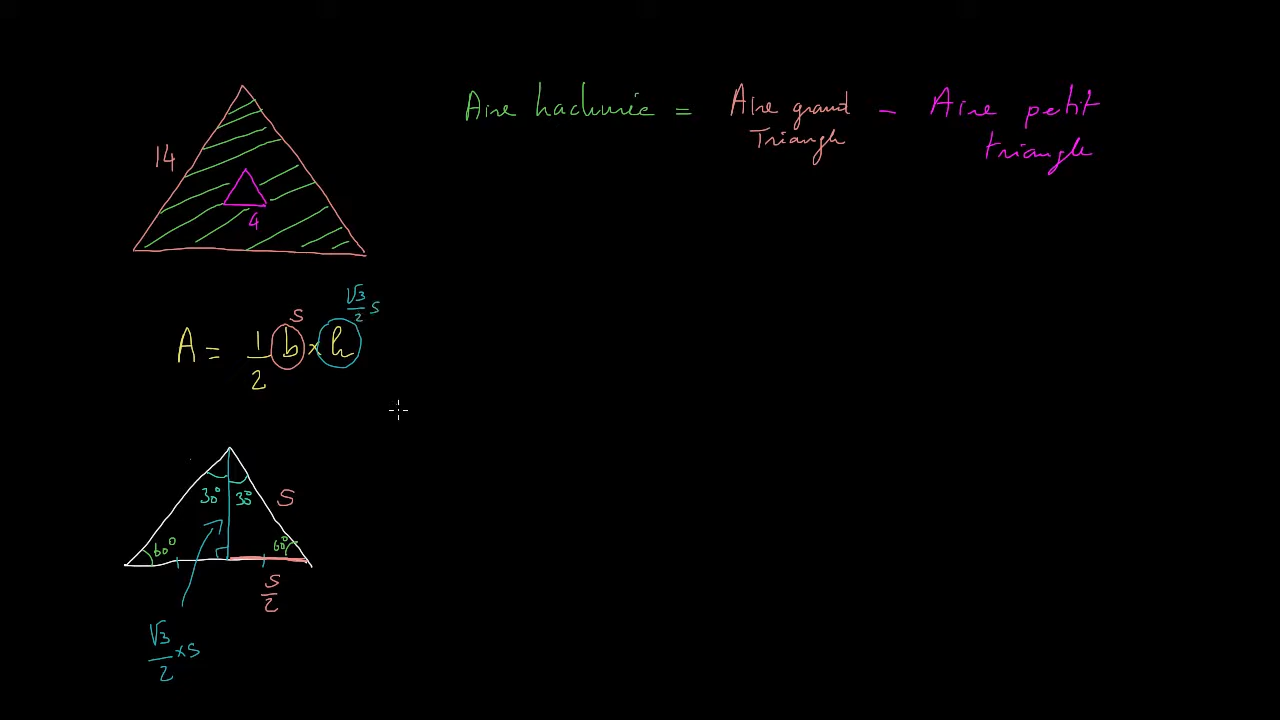 Aire hachurée = Aire grand Triangle - Aire petit triangle
14
4
A = 1/2 b × h
s
√3/2 s
30° 30°
s
60° 60°
s/2
√3/2 × s